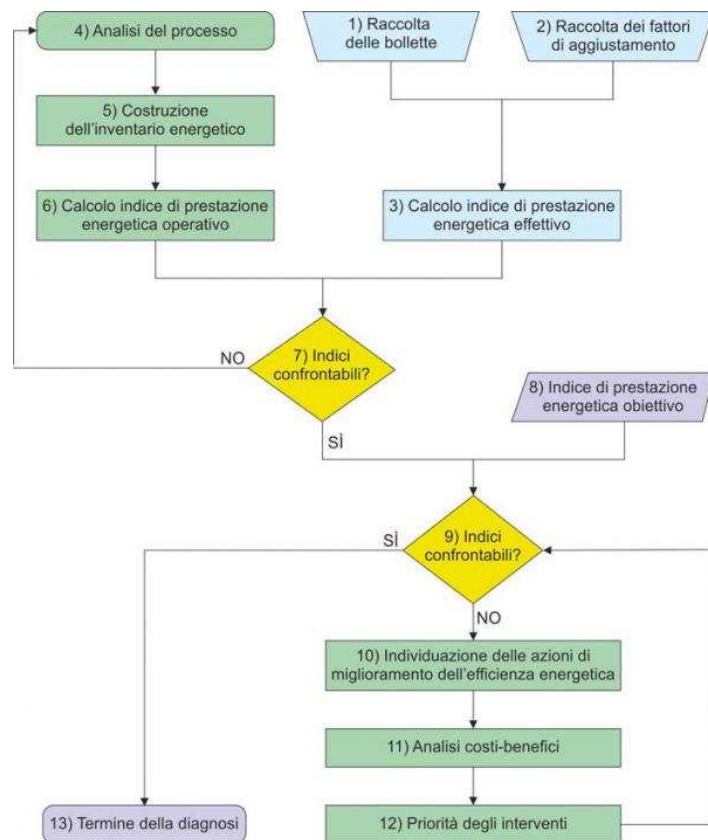 4) Analisi del processo
1) Raccolta
delle bollette
2) Raccolta dei fattori
di aggiustamento
5) Costruzione
dell'inventario energetico
6) Calcolo indice di prestazione
energetica operativo
3) Calcolo indice di prestazione
energetica effettivo
7) Indici
confrontabili?
NO
8) Indice di prestazione
energetica obiettivo
SÌ
9) Indici
confrontabili?
SÌ
NO
10) Individuazione delle azioni di
miglioramento dell'efficienza energetica
11) Analisi costi-benefici
13) Termine della diagnosi
12) Priorità degli interventi